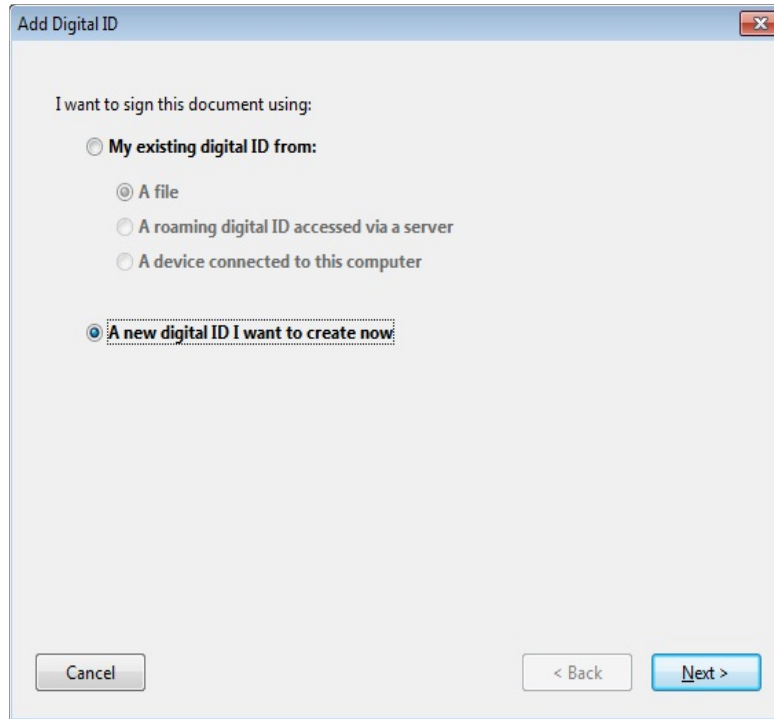 Add Digital ID
I want to sign this document using:
My existing digital ID from:
A file
A roaming digital ID accessed via a server
A device connected to this computer
A new digital ID I want to create now
Cancel
< Back
Next >